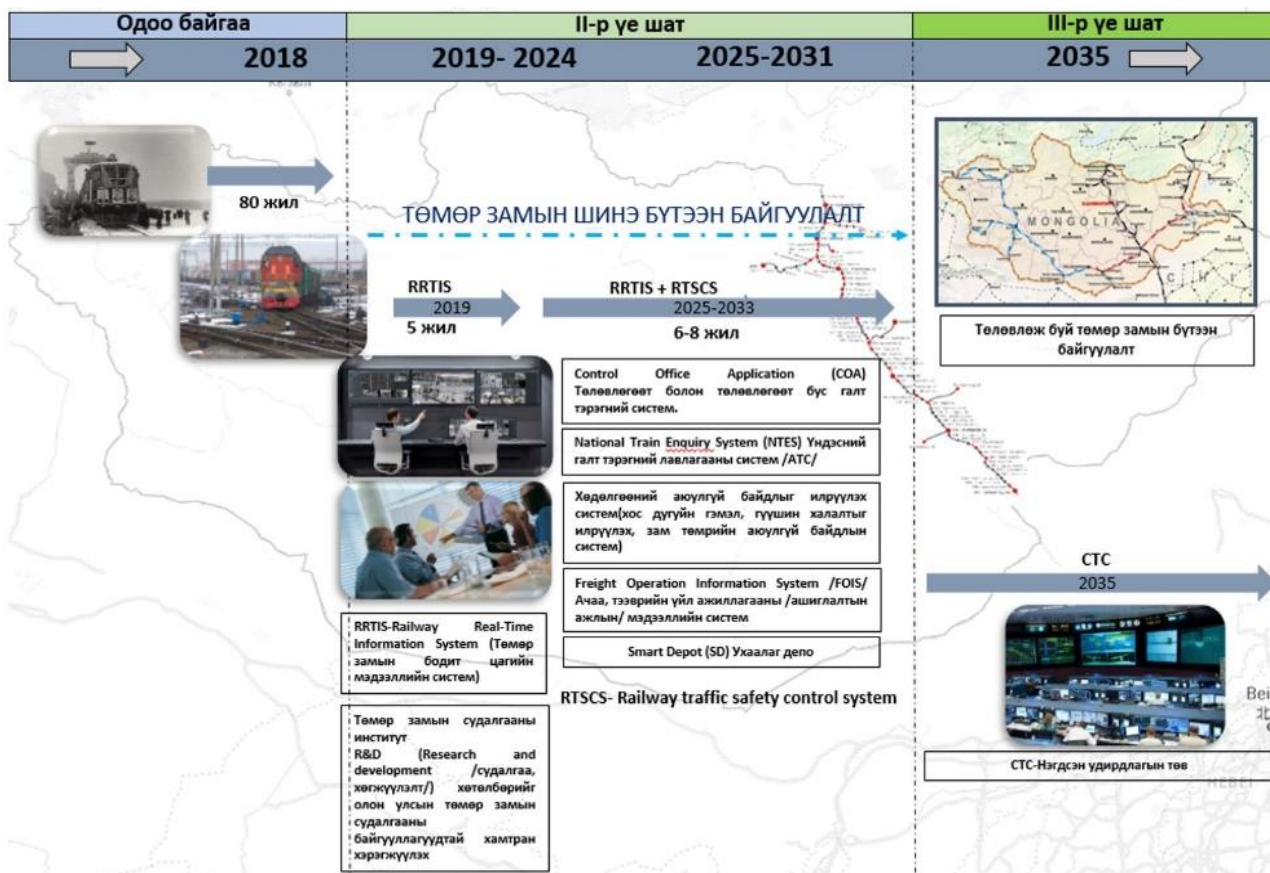 Одоо байгаа
II-р үе шат
III-р үе шат
2018
2019- 2024
2025-2031
2035
80 жил
ТӨМӨР ЗАМЫН ШИНЭ БҮТЭЭН БАЙГУУЛАЛТ
RRTIS
2019
5 жил
RRTIS + RTSCS
2025-2033
6-8 жил
MONGOLIA
Төлөвлөж буй төмөр замын бүтээн
байгуулалт
Control Office Application (COA)
Төлөвлөгөөт болон төлөвлөгөөт бус галт
тэрэгний систем.
National Train Enquiry System (NTES) Үндэсний
галт тэрэгний лавлагааны систем /АТС/
Хөдөлгөөний аюулгүй байдлыг илрүүлэх
систем(хос дугуйн гэмэл, гүүшин халалтыг
илрүүлэх, зам төмрийн аюулгүй байдлын
систем)
Freight Operation Information System /FOIS/
Ачаа, тээврийн үйл ажиллагааны /ашиглалтын
ажлын/ мэдээллийн систем
Smart Depot (SD) Ухаалаг депо
RTSCS- Railway traffic safety control system
RRTIS-Railway Real-Time
Information System (Төмөр
замын бодит цагийн
мэдээллийн систем)
Төмөр замын судалгааны
институт
R&D (Research and
development /судалгаа,
хөгжүүлэлт/) хөтөлбөрийг
олон улсын төмөр замын
судалгааны
байгууллагуудтай хамтран
хэрэгжүүлэх
СТС
2035
СТС-Нэгдсэн удирдлагын төв
Bei
HEBEI